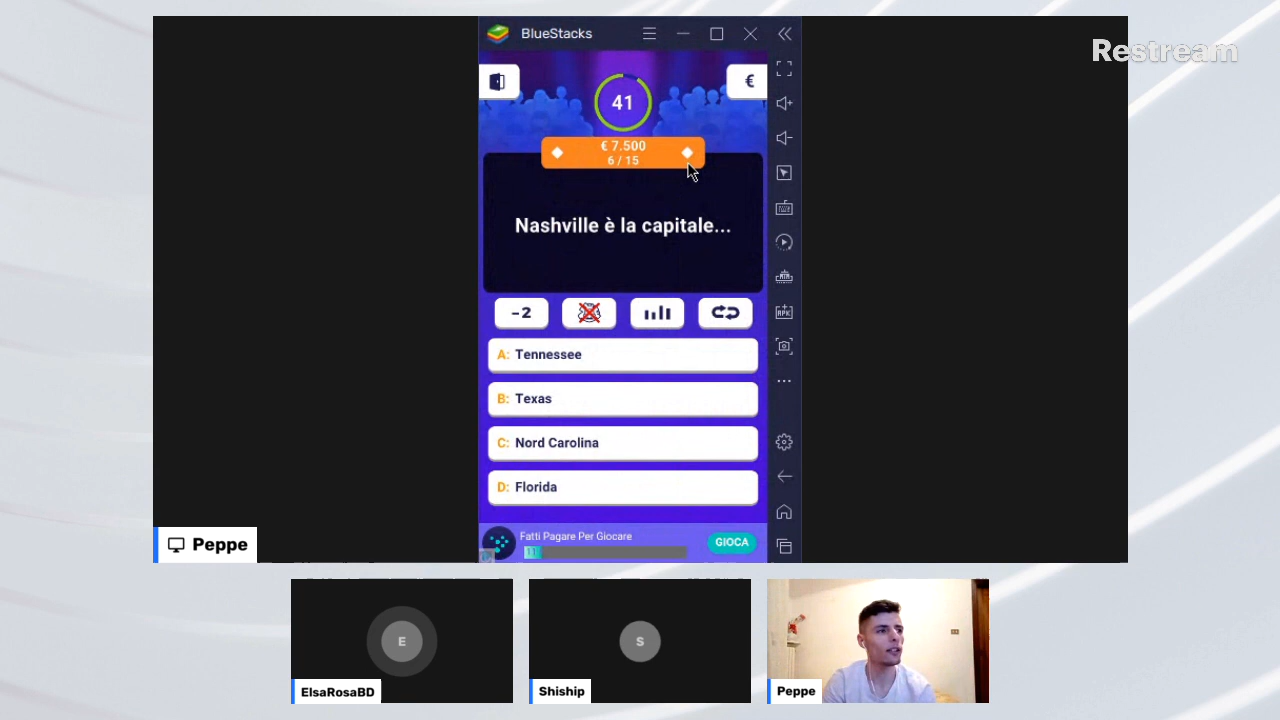 BlueStacks
Restream
€
41
€ 7.500
6 / 15
Nashville è la capitale...
-2
A: Tennessee
B: Texas
C: Nord Carolina
D: Florida
Fatti Pagare Per Giocare
11
GIOCA
Peppe
E
ElsaRosaBD
S
Shiship
Peppe